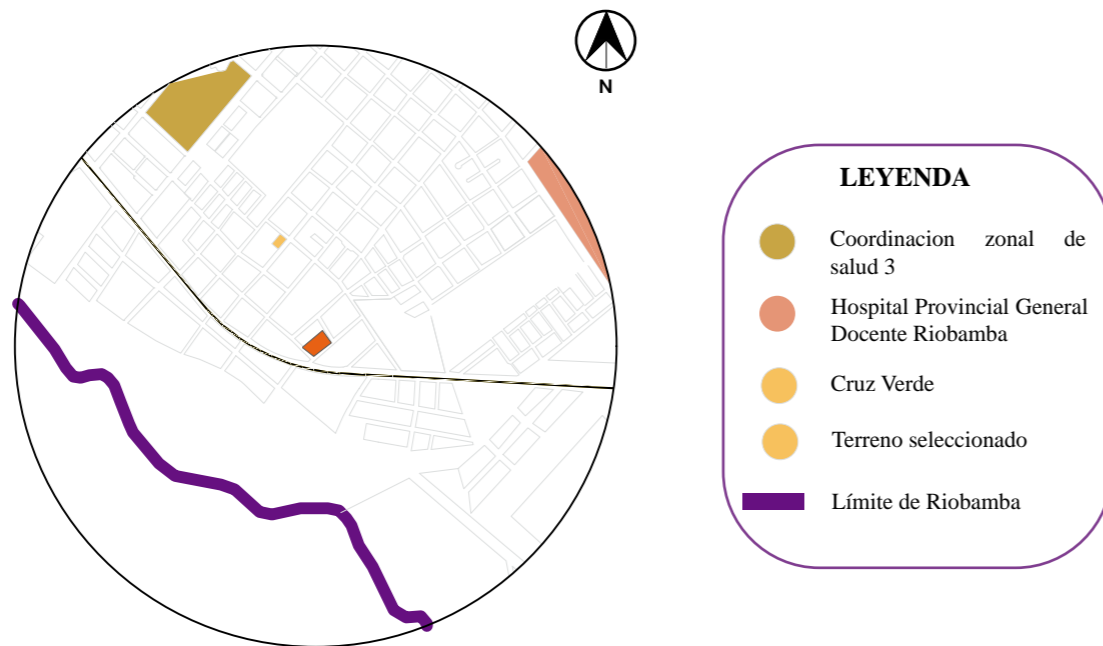 N
LEYENDA
Coordinacion zonal de
salud 3
Hospital Provincial General
Docente Riobamba
Cruz Verde
Terreno seleccionado
Límite de Riobamba